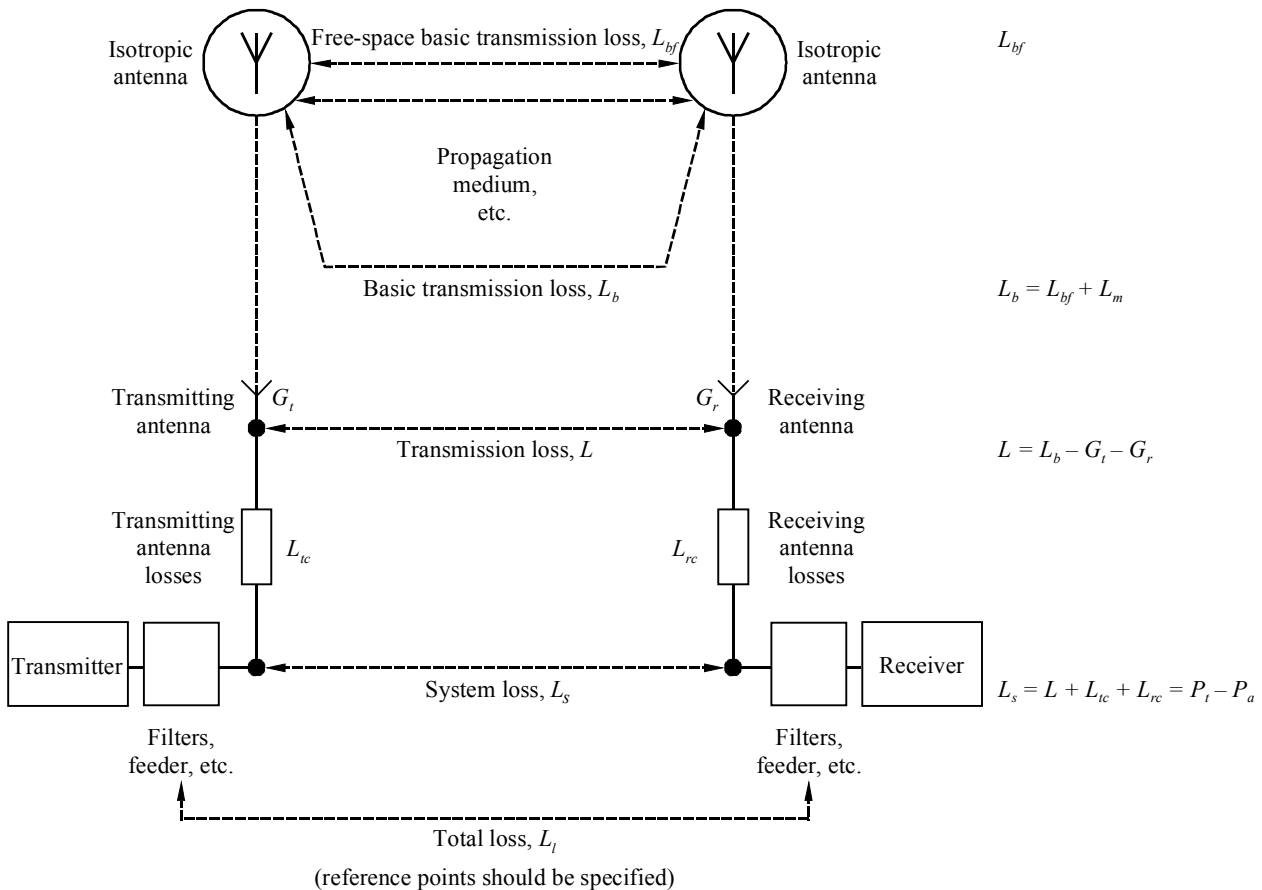 Free-space basic transmission loss, L_bf
Isotropic
antenna
Isotropic
antenna
L_bf
Propagation
medium,
etc.
Basic transmission loss, L_b
L_b = L_bf + L_m
Transmitting
antenna
G_t
G_r
Receiving
antenna
Transmission loss, L
L = L_b – G_t – G_r
Transmitting
antenna
losses
L_tc
L_rc
Receiving
antenna
losses
Transmitter
Receiver
System loss, L_s
L_s = L + L_tc + L_rc = P_t – P_a
Filters,
feeder, etc.
Filters,
feeder, etc.
Total loss, L_l
(reference points should be specified)